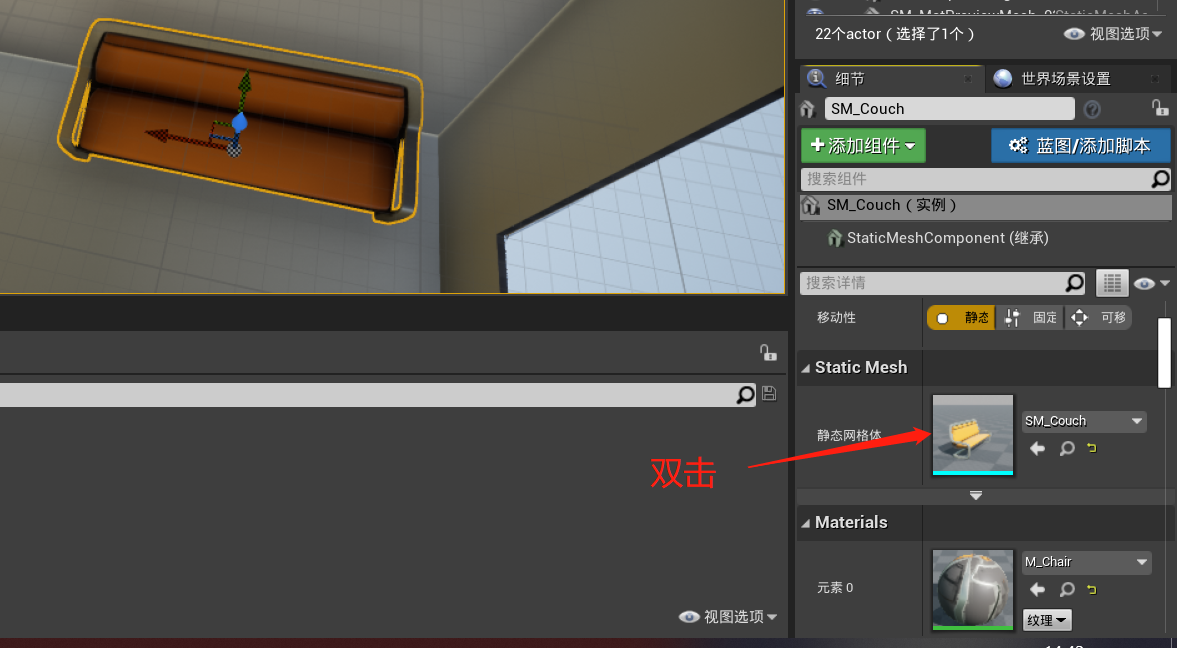 22个actor（选择了1个）
视图选项
细节
世界场景设置
SM_Couch
+添加组件
蓝图/添加脚本
搜索组件
SM_Couch（实例）
StaticMeshComponent (继承)
搜索详情
移动性
静态
固定
可移
Static Mesh
静态网格体
SM_Couch
双击
Materials
元素 0
M_Chair
纹理
视图选项